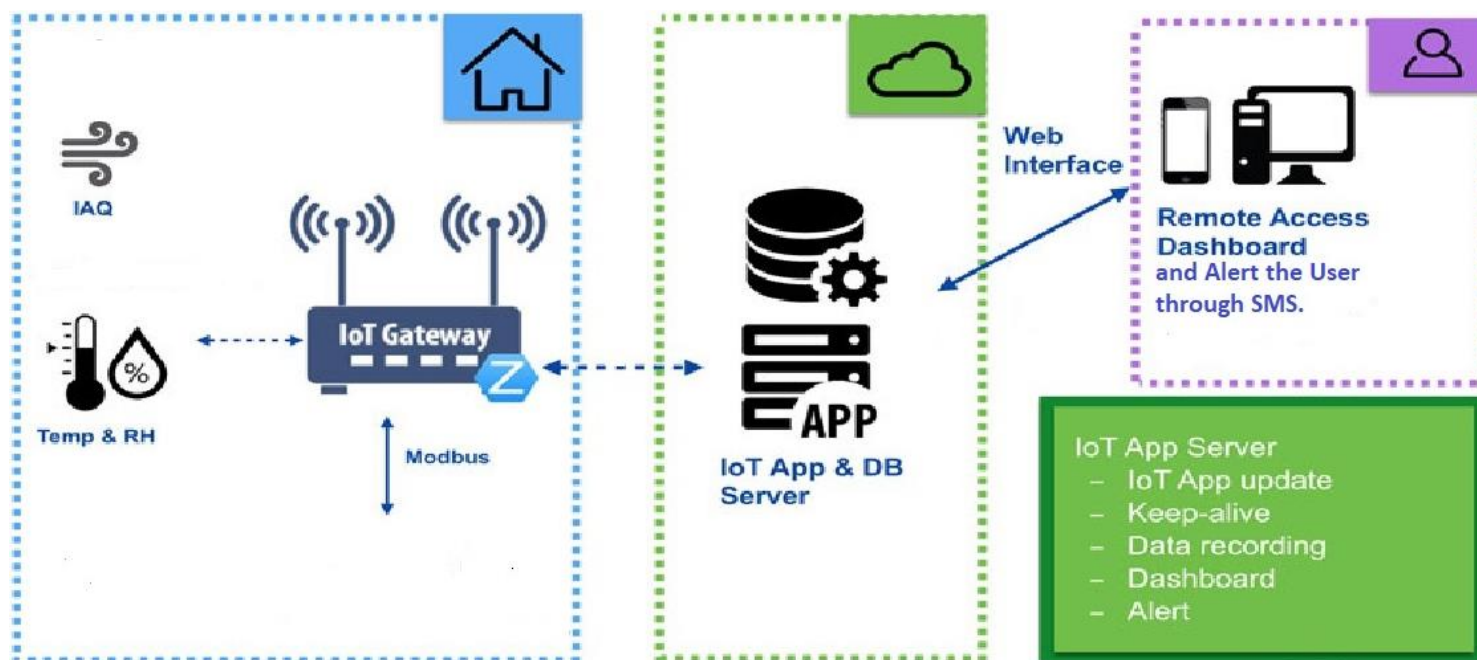 IAQ
IoT Gateway
Z
%
Temp & RH
Modbus
APP
IoT App & DB
Server
Web
Interface
Remote Access
Dashboard
and Alert the User
through SMS.
IoT App Server
– IoT App update
– Keep-alive
– Data recording
– Dashboard
– Alert